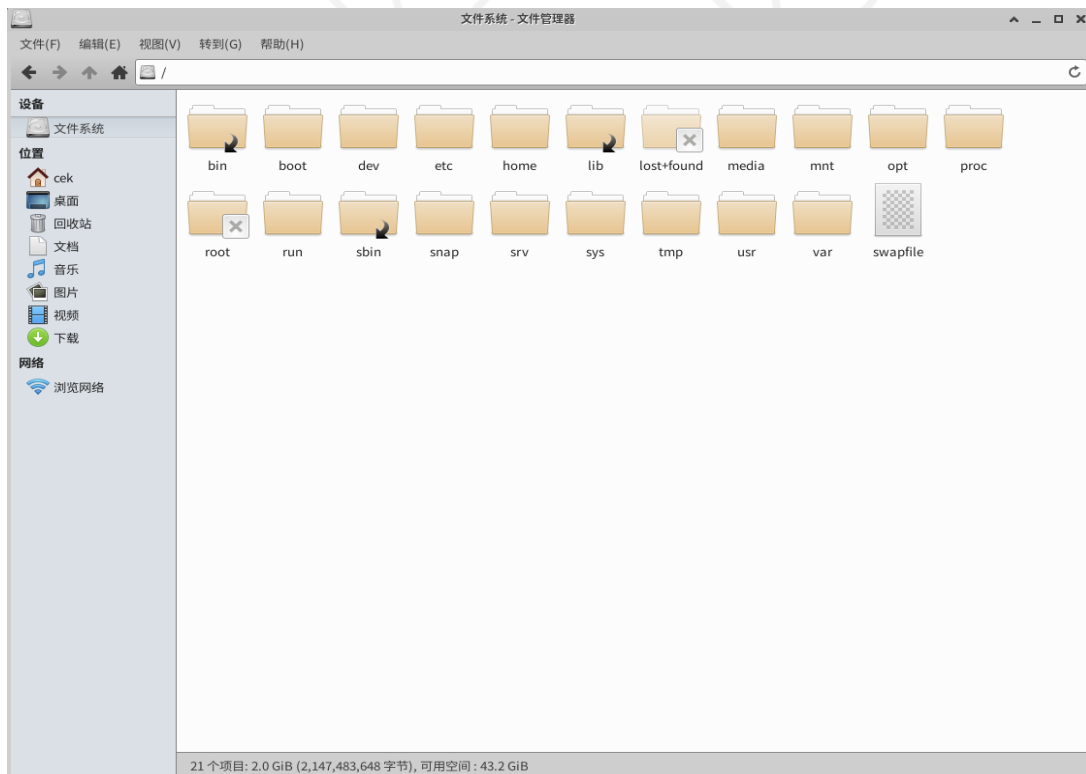 文件系统 - 文件管理器
文件(F) 编辑(E) 视图(V) 转到(G) 帮助(H)
/
设备
文件系统
位置
cek
桌面
回收站
文档
音乐
图片
视频
下载
网络
浏览网络
bin boot dev etc home lib lost+found media mnt opt proc
root run sbin snap srv sys tmp usr var swapfile
21 个项目: 2.0 GiB (2,147,483,648 字节), 可用空间 : 43.2 GiB